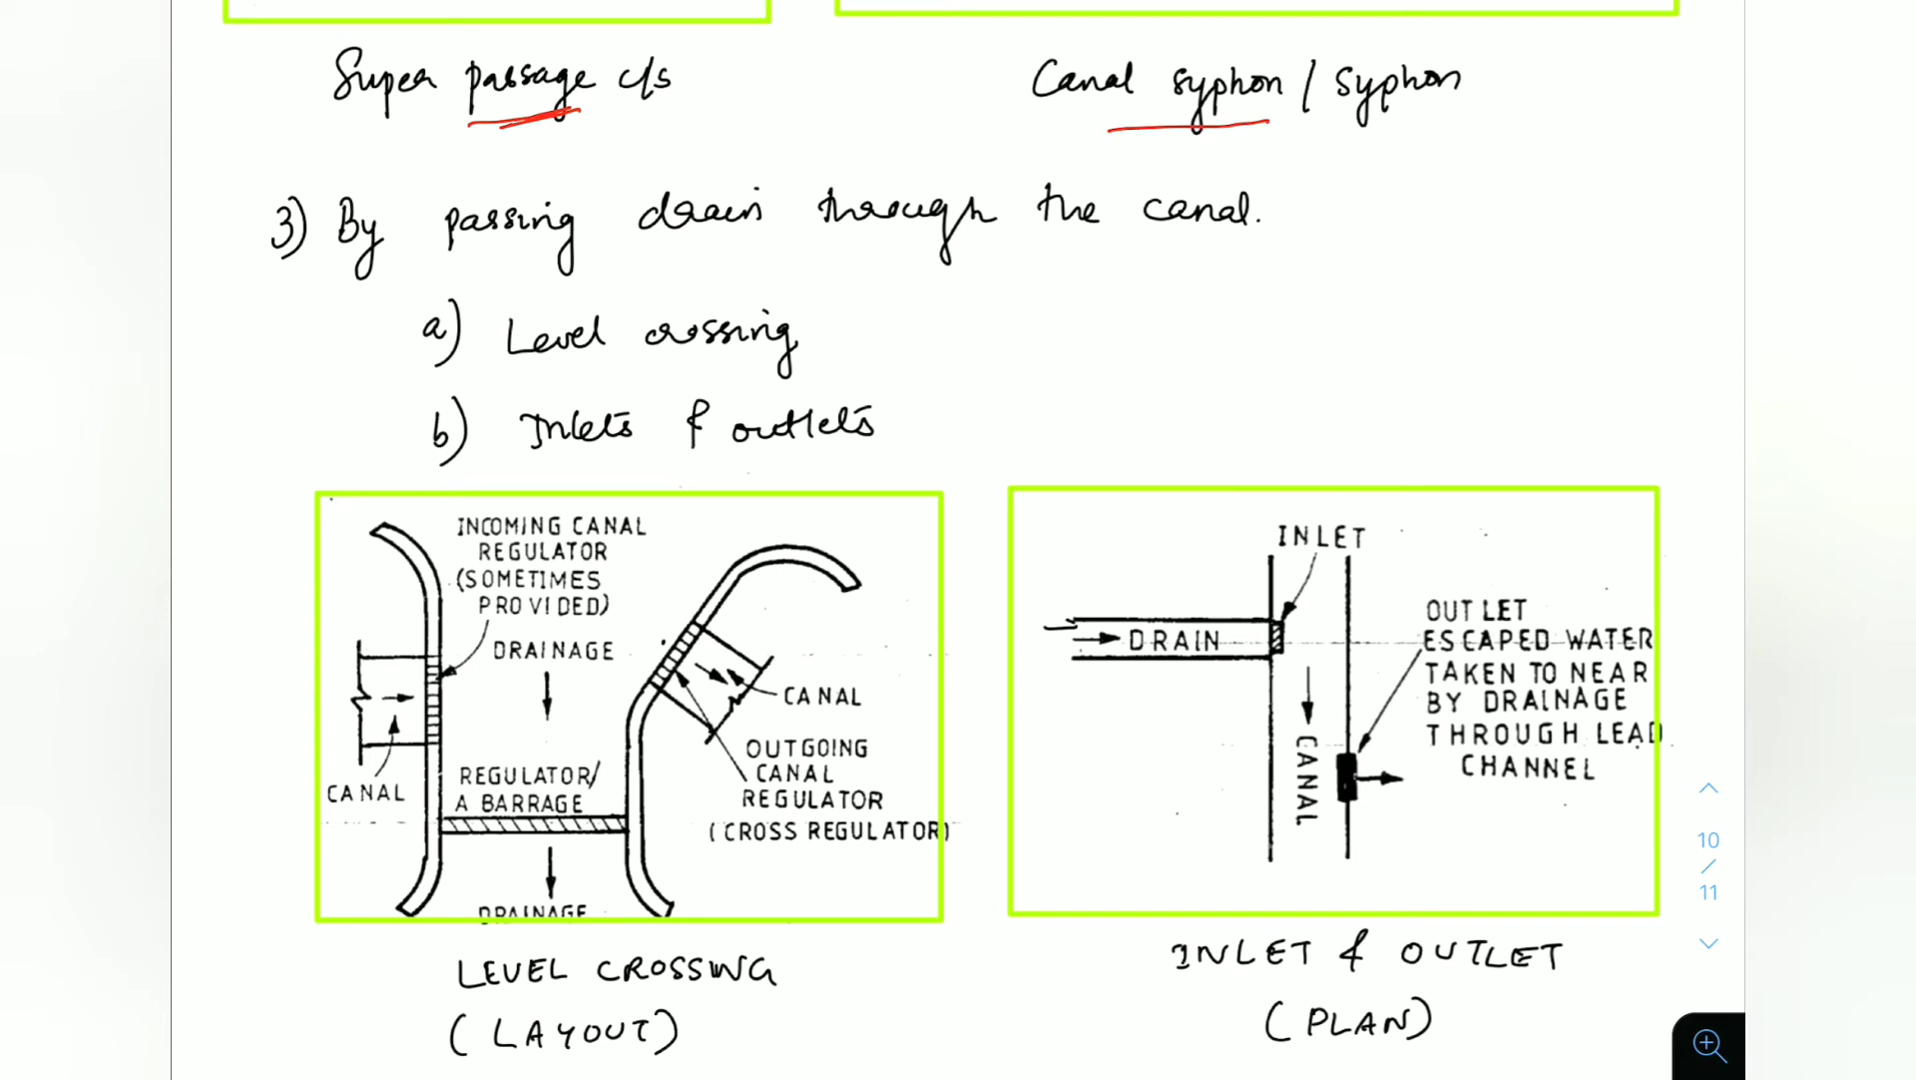 Super passage c/s
Canal syphon / syphon
3) By passing drain through the canal.
a) Level crossing
b) Inlets & outlets
INCOMING CANAL
REGULATOR
(SOMETIMES
PROVIDED)
DRAINAGE
CANAL
CANAL
REGULATOR/
A BARRAGE
OUTGOING
CANAL
REGULATOR
(CROSS REGULATOR)
DRAINAGE
LEVEL CROSSING
(LAYOUT)
INLET
DRAIN
CANAL
OUTLET
ESCAPED WATER
TAKEN TO NEAR
BY DRAINAGE
THROUGH LEAD
CHANNEL
INLET & OUTLET
(PLAN)
10
/
11